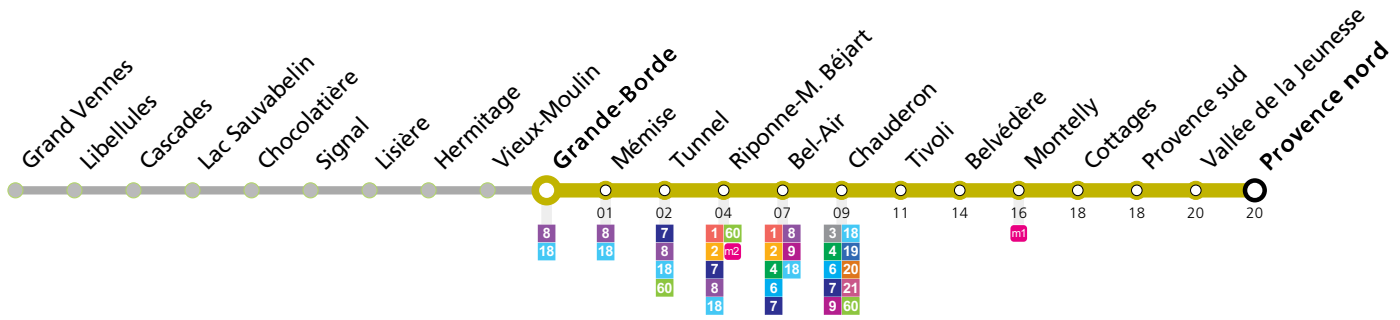 Grand Vennes
Libellules
Cascades
Lac Sauvabelin
Chocolatière
Signal
Lisière
Hermitage
Vieux-Moulin
Grande-Borde
Mémise
Tunnel
Riponne-M. Béjart
Bel-Air
Chauderon
Tivoli
Belvédère
Montelly
Cottages
Provence sud
Vallée de la Jeunesse
Provence nord
01 02 04 07 09 11 14 16 18 18 20 20
8 8 7 1 60 1 8 3 18 m1
18 18 8 2 m2 2 9 4 19
18 7 4 18 6 20
60 8 6 7 21
18 7 9 60